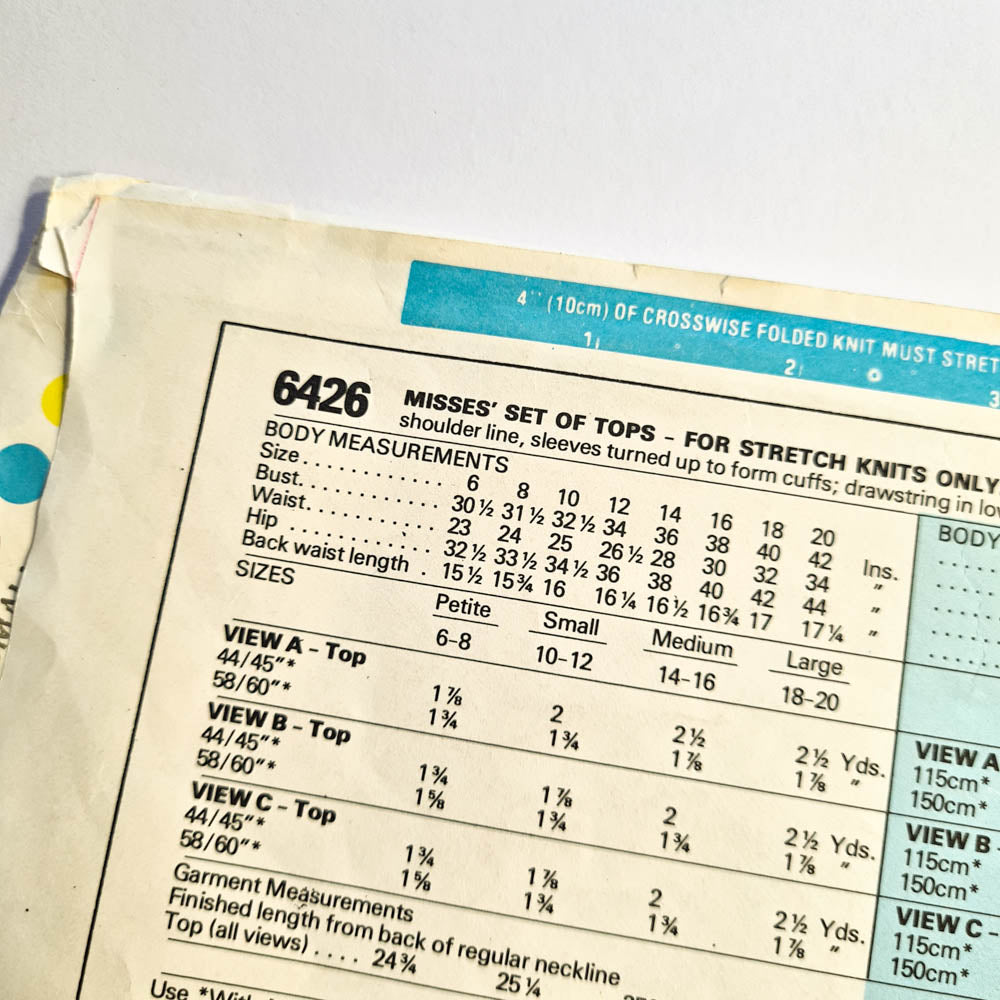 4'' (10cm) OF CROSSWISE FOLDED KNIT MUST STRET
1 2 3
6426 MISSES' SET OF TOPS - FOR STRETCH KNITS ONLY
shoulder line, sleeves turned up to form cuffs; drawstring in lo
BODY MEASUREMENTS
Size.................. 6 8 10 12 14 16 18 20
Bust.................. 30½ 31½ 32½ 34 36 38 40 42 Ins.
Waist................. 23 24 25 26½ 28 30 32 34 "
Hip ................... 32½ 33½ 34½ 36 38 40 42 44 "
Back waist length . 15½ 15¾ 16 16¼ 16½ 16¾ 17 17¼ "
SIZES Petite Small Medium Large
6-8 10-12 14-16 18-20
VIEW A - Top
44/45"* 1⅞ 2 2½ 2½ Yds.
58/60"* 1¾ 1¾ 1⅞ 1⅞ "
VIEW B - Top
44/45"* 1¾ 1⅞ 2 2½ Yds.
58/60"* 1⅝ 1¾ 1¾ 1⅞ "
VIEW C - Top
44/45"* 1¾ 1⅞ 2 2½ Yds.
58/60"* 1⅝ 1¾ 1¾ 1⅞ "
Garment Measurements
Finished length from back of regular neckline
Top (all views) .... 24¾ 25¼
Use *With
BODY
VIEW A
115cm*
150cm*
VIEW B
115cm*
150cm*
VIEW C -
115cm*
150cm*